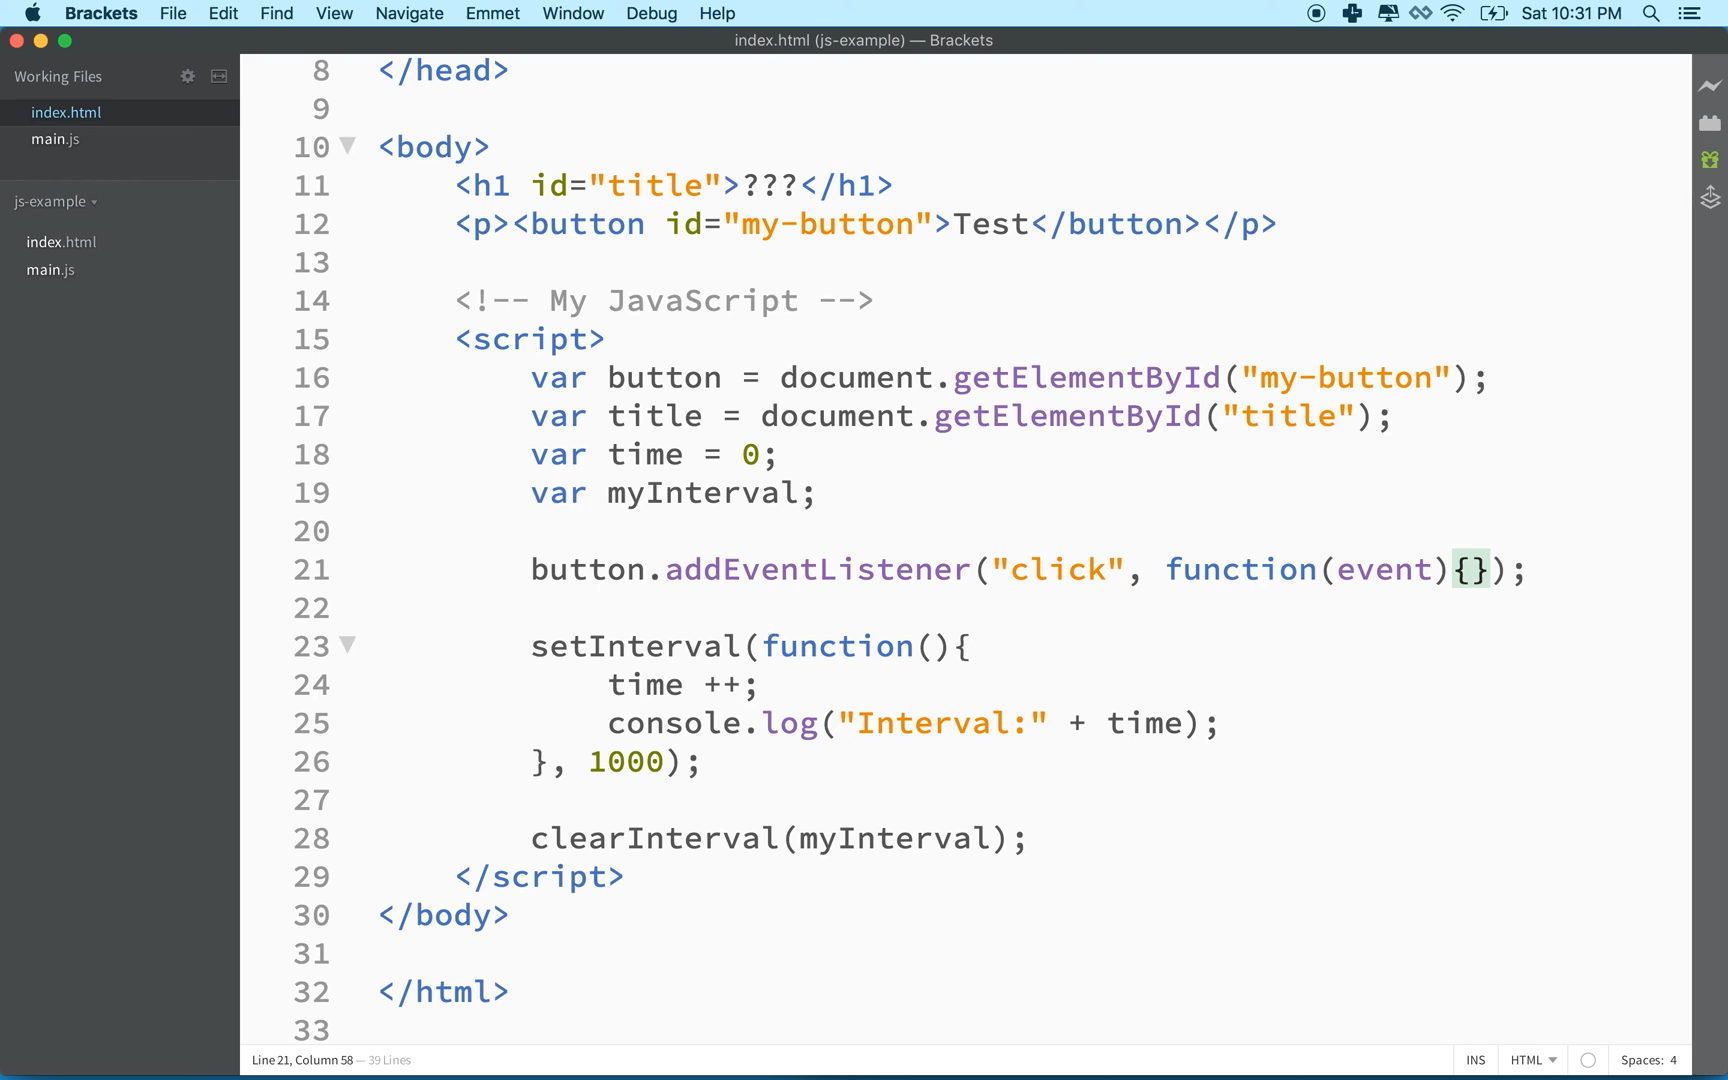 Brackets File Edit Find View Navigate Emmet Window Debug Help Sat 10:31 PM
index.html (js-example) — Brackets
Working Files
index.html
main.js
js-example
index.html
main.js
8 </head>
9
10 <body>
11 <h1 id="title">???</h1>
12 <p><button id="my-button">Test</button></p>
13
14 <!-- My JavaScript -->
15 <script>
16 var button = document.getElementById("my-button");
17 var title = document.getElementById("title");
18 var time = 0;
19 var myInterval;
20
21 button.addEventListener("click", function(event){});
22
23 setInterval(function(){
24 time ++;
25 console.log("Interval:" + time);
26 }, 1000);
27
28 clearInterval(myInterval);
29 </script>
30 </body>
31
32 </html>
33
Line 21, Column 58 — 39 Lines INS HTML Spaces: 4